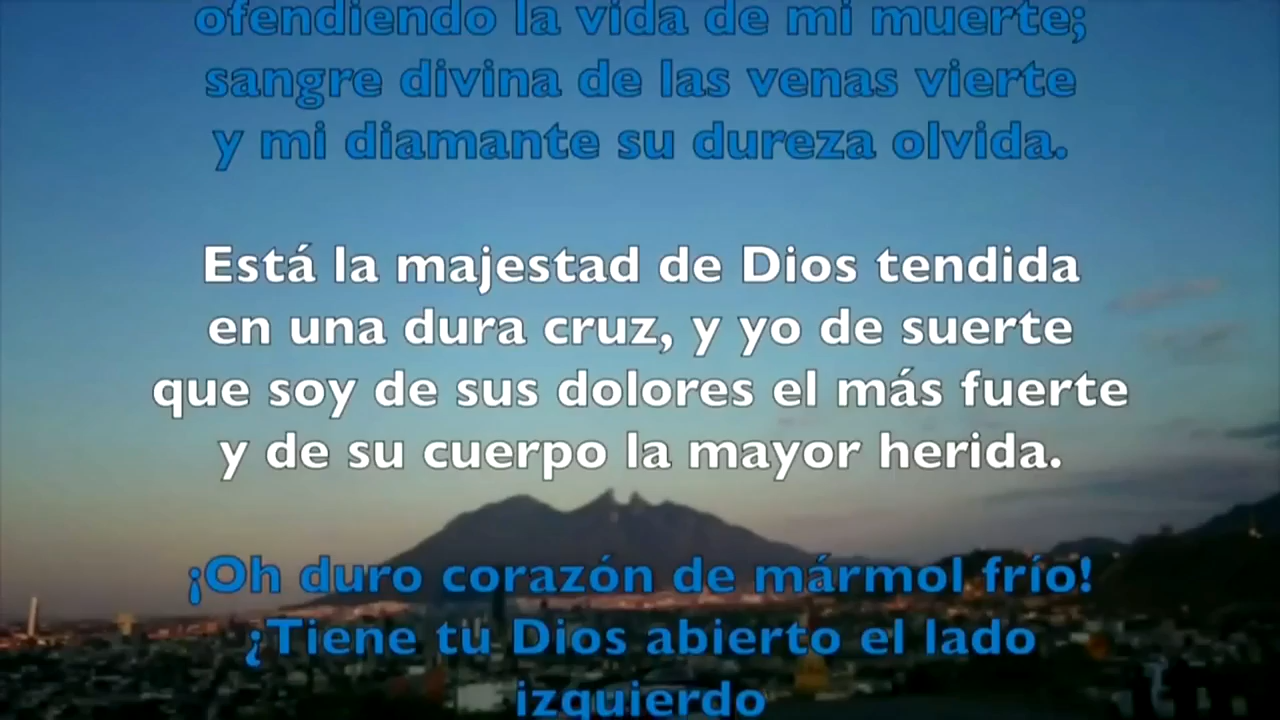 ofendiendo la vida de mi muerte;
sangre divina de las venas vierte
y mi diamante su dureza olvida.
Está la majestad de Dios tendida
en una dura cruz, y yo de suerte
que soy de sus dolores el más fuerte
y de su cuerpo la mayor herida.
¡Oh duro corazón de mármol frío!
¿Tiene tu Dios abierto el lado
izquierdo